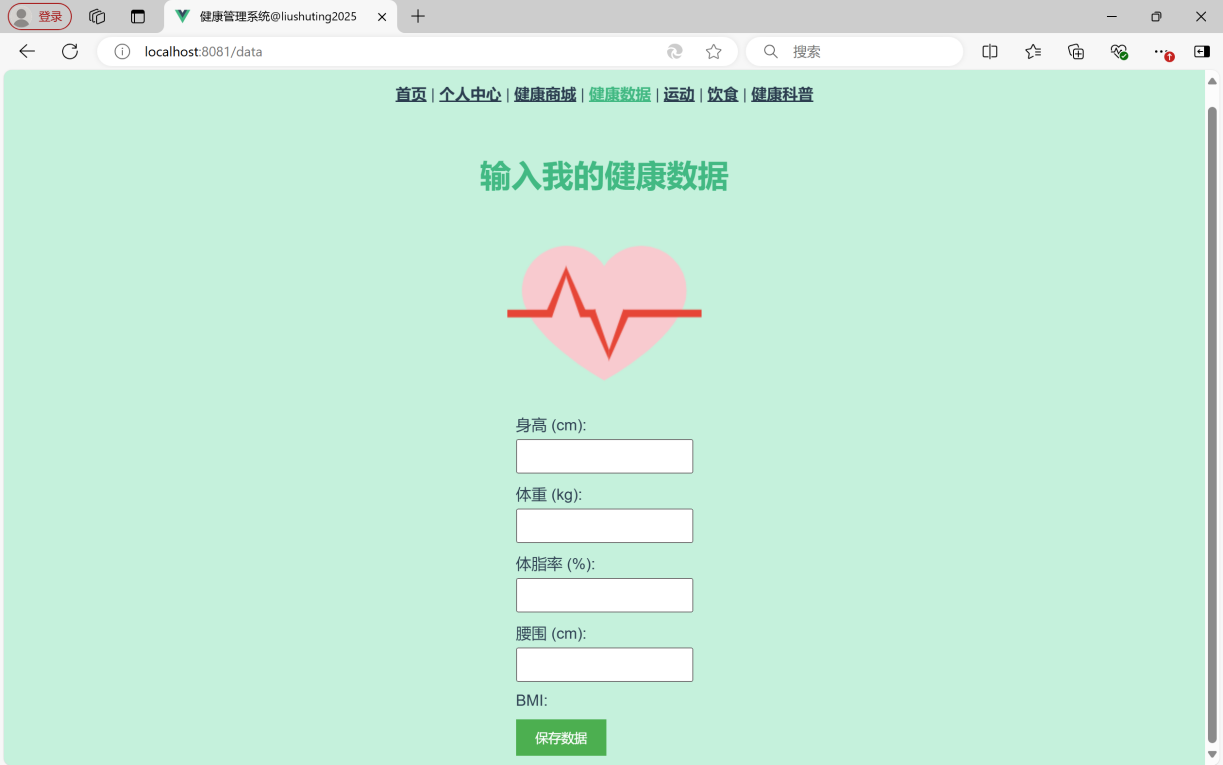 登录
健康管理系统@liushuting2025
localhost:8081/data
搜索
首页 | 个人中心 | 健康商城 | 健康数据 | 运动 | 饮食 | 健康科普
输入我的健康数据
身高 (cm):
体重 (kg):
体脂率 (%):
腰围 (cm):
BMI:
保存数据